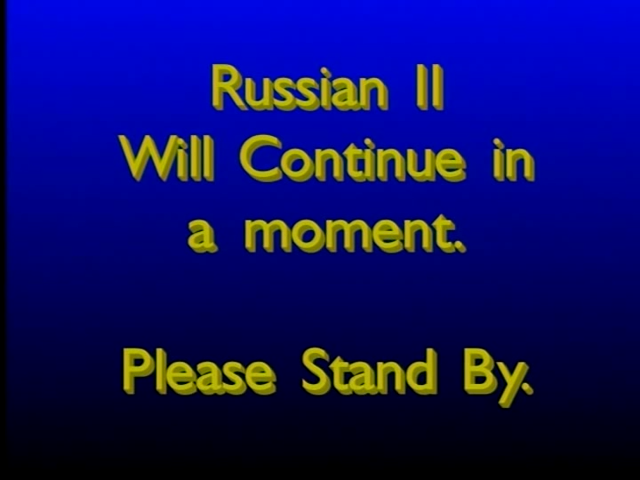 Russian II
Will Continue in
a moment.
Please Stand By.